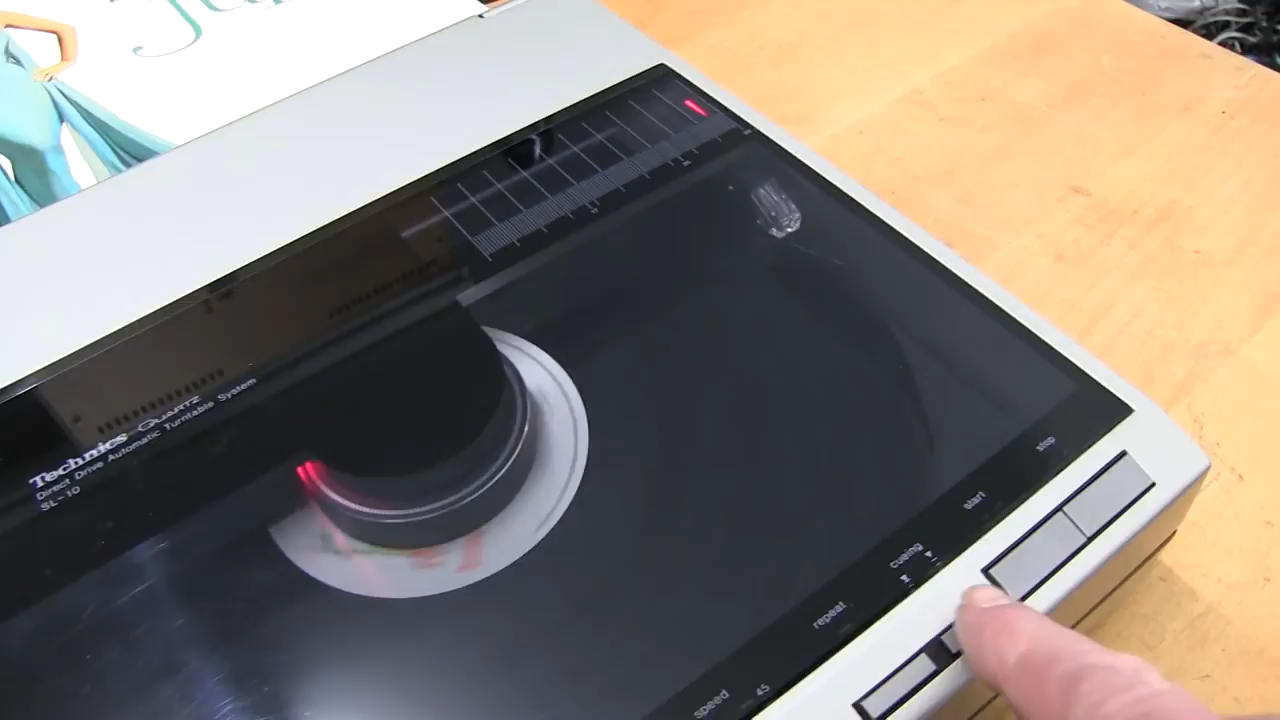 Technics QUARTZ
Direct Drive Automatic Turntable System
SL-10
stop
start
cueing
repeat
speed
45